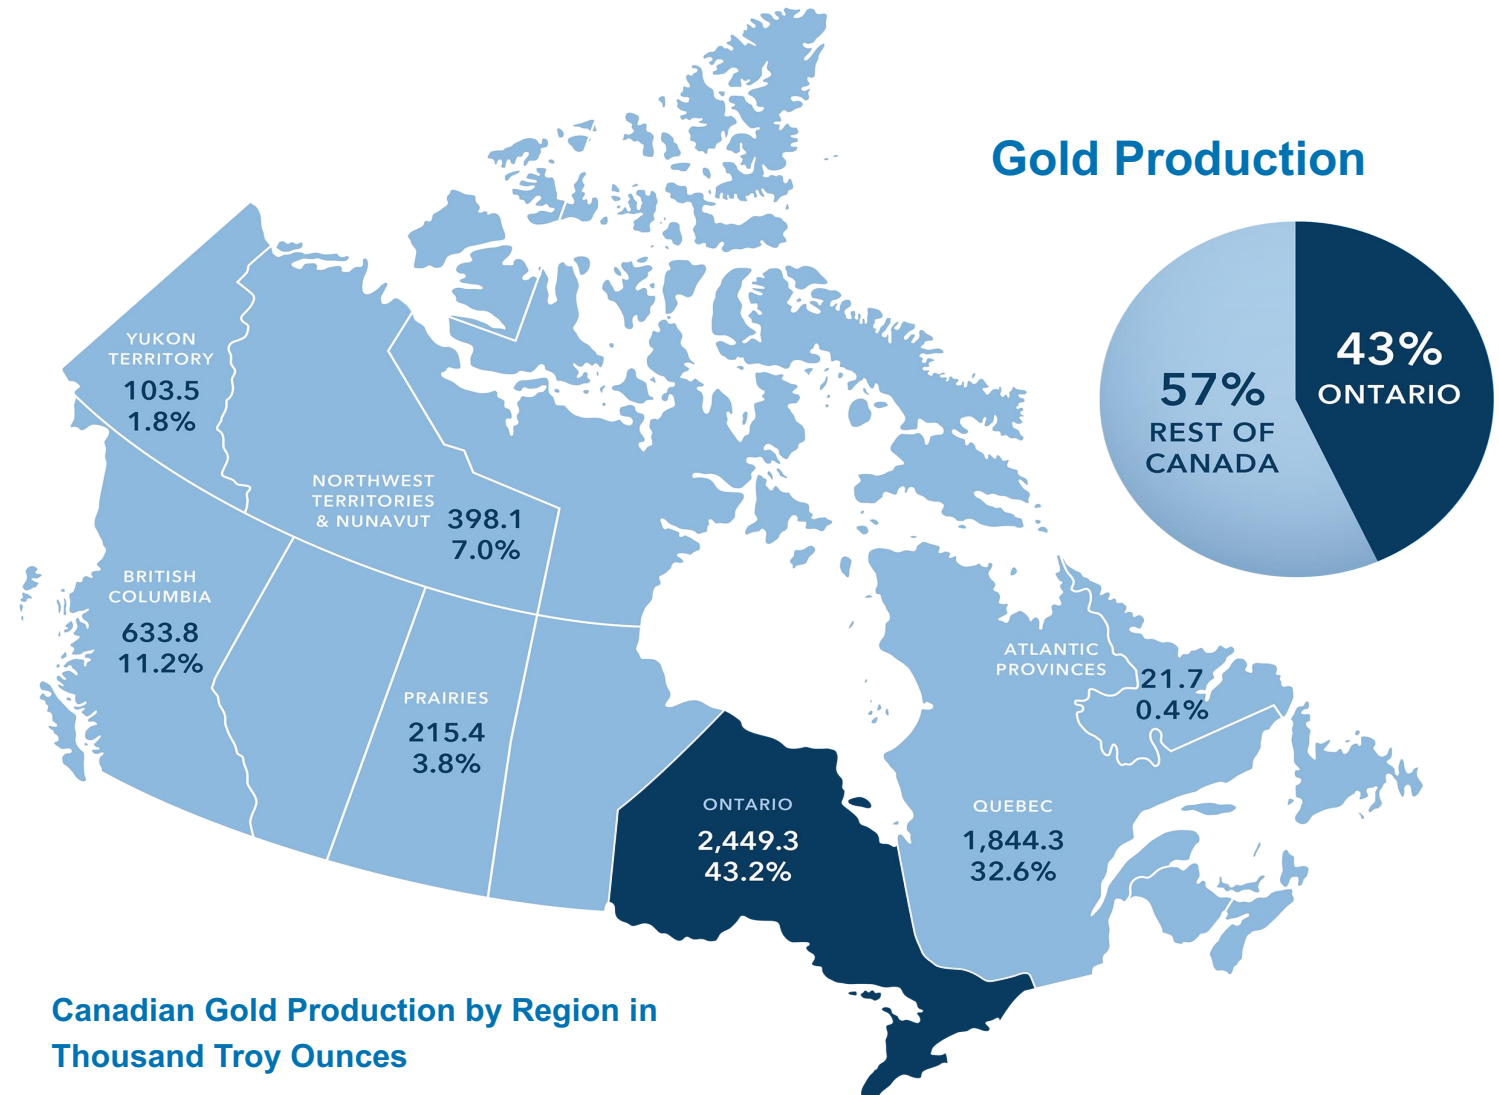 Gold Production
43%
ONTARIO
57%
REST OF
CANADA
YUKON
TERRITORY
103.5
1.8%
NORTHWEST
TERRITORIES
& NUNAVUT
398.1
7.0%
BRITISH
COLUMBIA
633.8
11.2%
PRAIRIES
215.4
3.8%
ONTARIO
2,449.3
43.2%
QUEBEC
1,844.3
32.6%
ATLANTIC
PROVINCES
21.7
0.4%
Canadian Gold Production by Region in
Thousand Troy Ounces